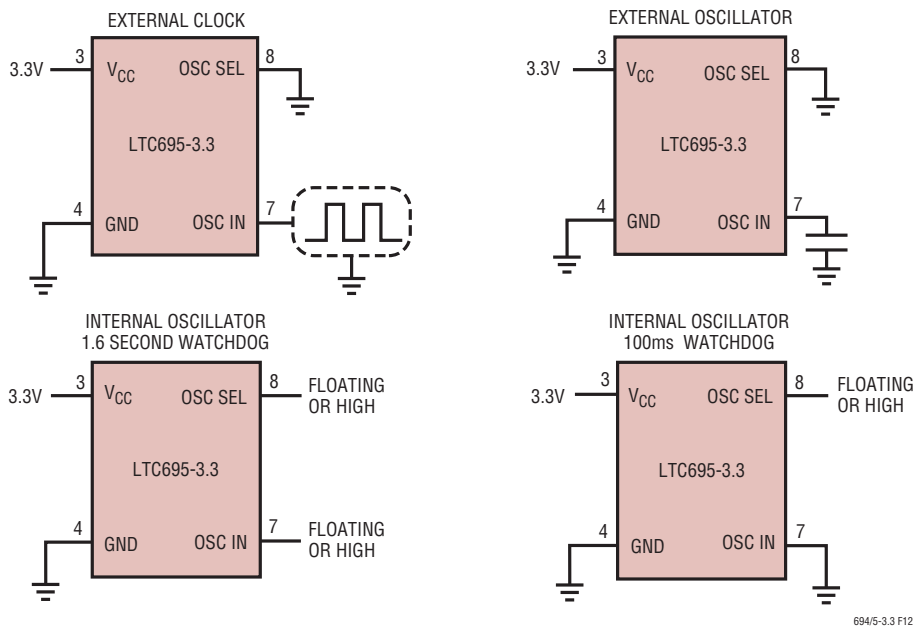 EXTERNAL CLOCK
3.3V 3 VCC OSC SEL 8
LTC695-3.3
4 GND OSC IN 7
EXTERNAL OSCILLATOR
3.3V 3 VCC OSC SEL 8
LTC695-3.3
4 GND OSC IN 7
INTERNAL OSCILLATOR
1.6 SECOND WATCHDOG
3.3V 3 VCC OSC SEL 8 FLOATING
OR HIGH
LTC695-3.3
4 GND OSC IN 7 FLOATING
OR HIGH
INTERNAL OSCILLATOR
100ms WATCHDOG
3.3V 3 VCC OSC SEL 8 FLOATING
OR HIGH
LTC695-3.3
4 GND OSC IN 7
694/5-3.3 F12